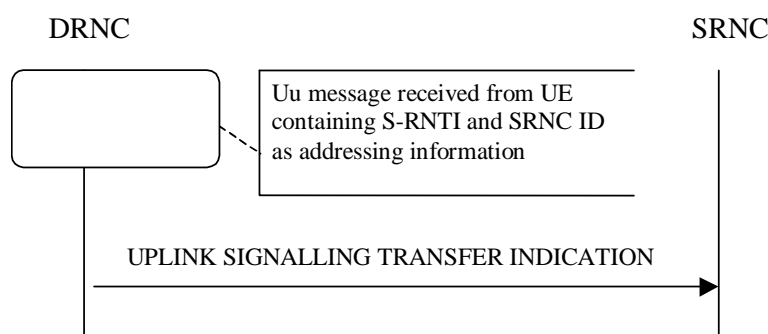 DRNC
SRNC
Uu message received from UE
containing S-RNTI and SRNC ID
as addressing information
UPLINK SIGNALLING TRANSFER INDICATION